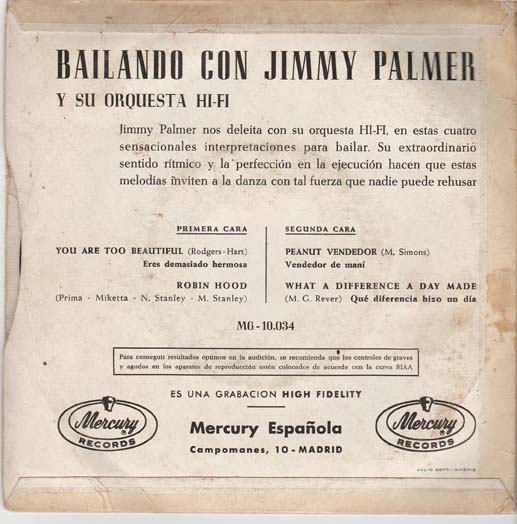 BAILANDO CON JIMMY PALMER
Y SU ORQUESTA HI-FI
Jimmy Palmer nos deleita con su orquesta HI-FI, en estas cuatro
sensacionales interpretaciones para bailar. Su extraordinario
sentido rítmico y la perfección en la ejecución hacen que estas
melodías inviten a la danza con tal fuerza que nadie puede rehusar
PRIMERA CARA
YOU ARE TOO BEAUTIFUL (Rodgers-Hart)
Eres demasiado hermosa
ROBIN HOOD
(Prima - Miketta - N. Stanley - M. Stanley)
SEGUNDA CARA
PEANUT VENDEDOR (M. Simons)
Vendedor de maní
WHAT A DIFFERENCE A DAY MADE
(M. G. Rever) Qué diferencia hizo un día
MG - 10.034
Para conseguir resultados óptimos en la audición, se recomienda que los controles de graves
y agudos en los aparatos de reproducción estén colocados de acuerdo con la curva RIAA
ES UNA GRABACION HIGH FIDELITY
Mercury Española
Campomanes, 10 - MADRID
Mercury
RECORDS
Mercury
RECORDS
JULIO SOTO - MADRID